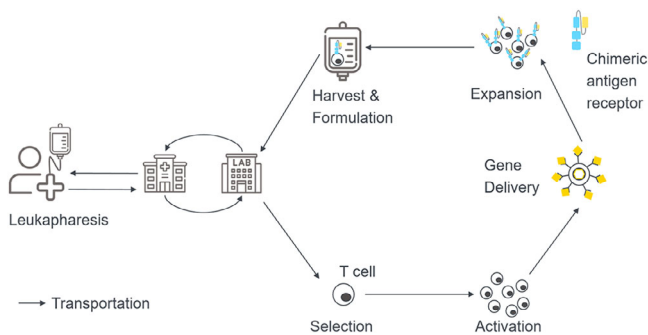 Harvest &
Formulation
Expansion
Chimeric
antigen
receptor
LAB
Gene
Delivery
Leukapharesis
T cell
Transportation
Selection
Activation